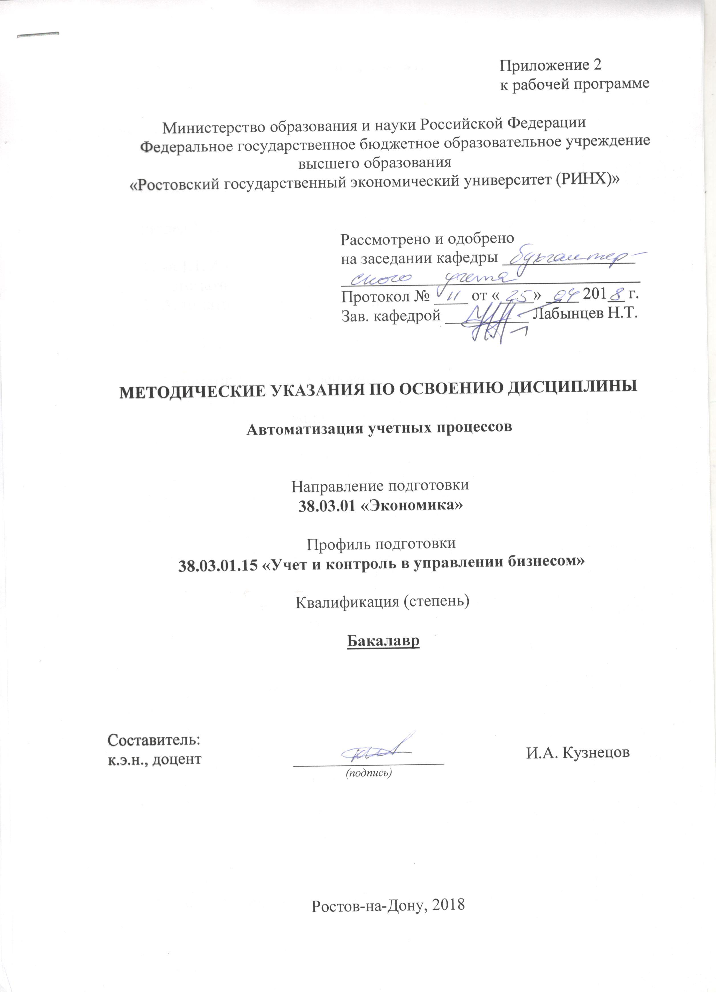 Приложение 2
к рабочей программе
Министерство образования и науки Российской Федерации
Федеральное государственное бюджетное образовательное учреждение
высшего образования
«Ростовский государственный экономический университет (РИНХ)»
Рассмотрено и одобрено
на заседании кафедры бухгалтер-
ского учета
Протокол № 11 от «25» 04 2018 г.
Зав. кафедрой Лабынцев Н.Т.
МЕТОДИЧЕСКИЕ УКАЗАНИЯ ПО ОСВОЕНИЮ ДИСЦИПЛИНЫ
Автоматизация учетных процессов
Направление подготовки
38.03.01 «Экономика»
Профиль подготовки
38.03.01.15 «Учет и контроль в управлении бизнесом»
Квалификация (степень)
Бакалавр
Составитель:
к.э.н., доцент И.А. Кузнецов
(подпись)
Ростов-на-Дону, 2018